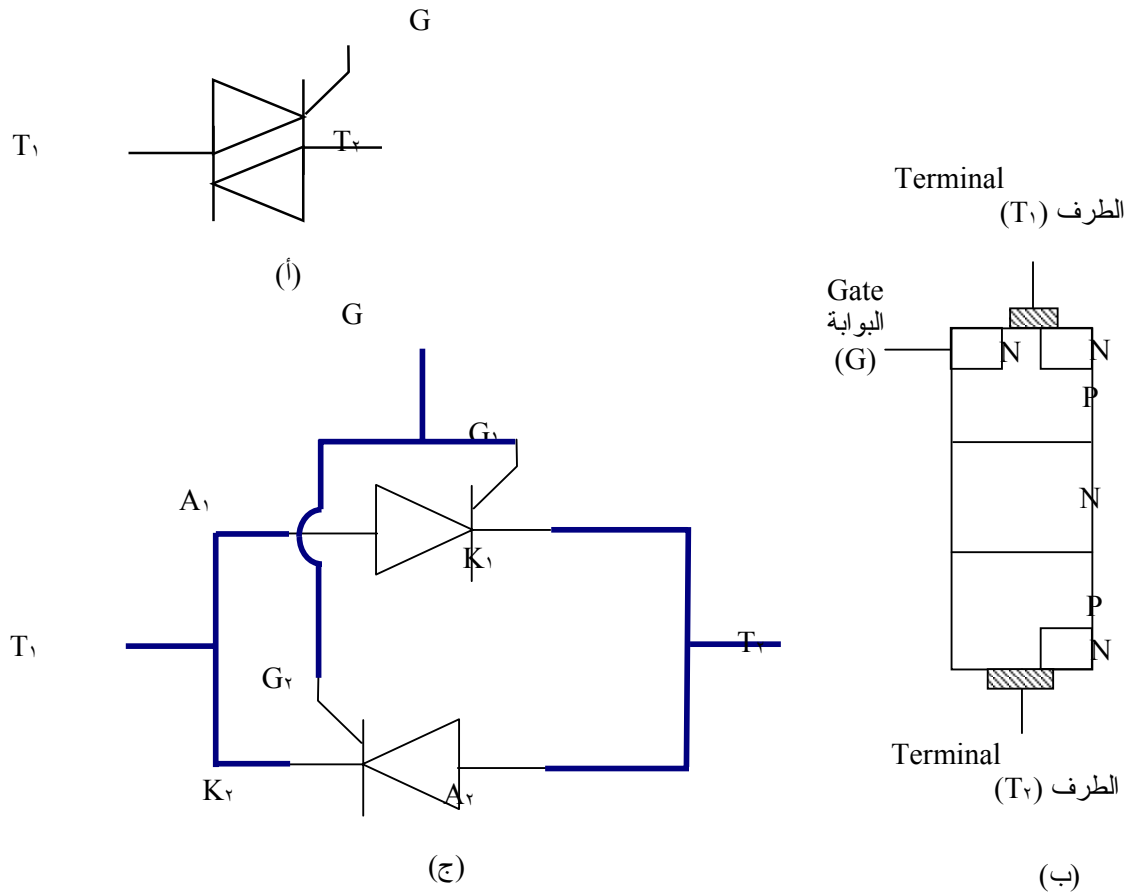 G
T١
T٢
(أ)
Terminal
الطرف (T١)
Gate
البوابة
(G)
N
N
P
N
P
N
Terminal
الطرف (T٢)
(ب)
G
G١
A١
K١
T١
T٢
G٢
K٢
A٢
(ج)